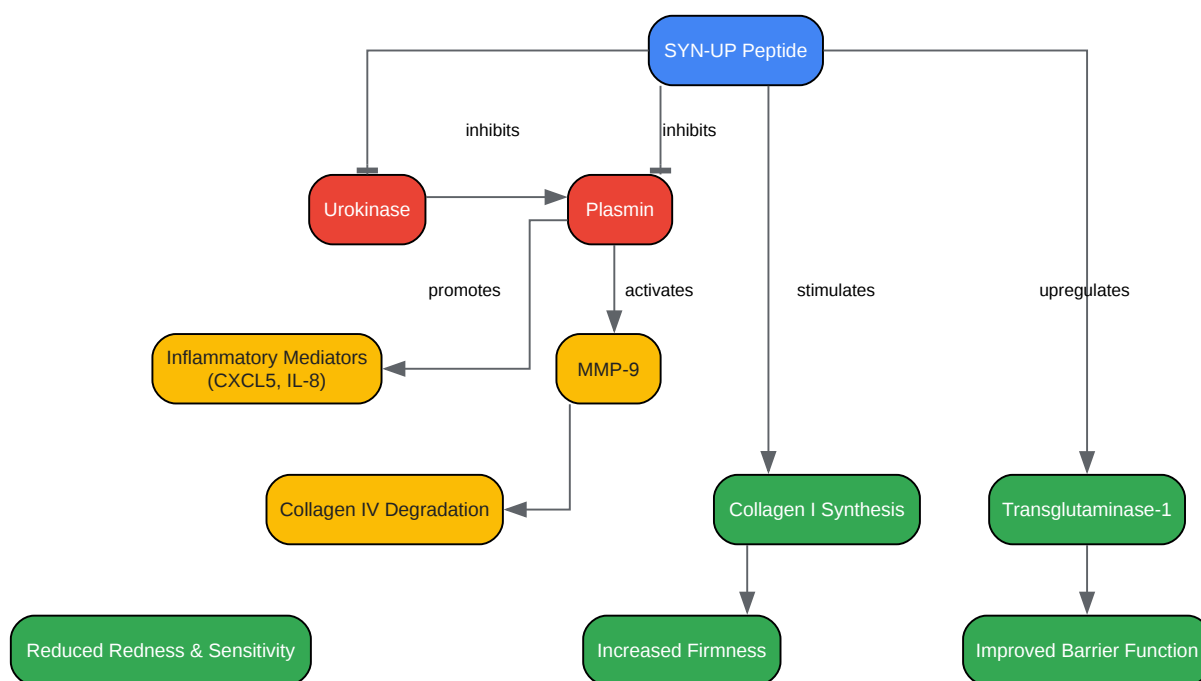 SYN-UP Peptide
inhibits
inhibits
Urokinase
Plasmin
promotes
activates
stimulates
upregulates
Inflammatory Mediators
(CXCL5, IL-8)
MMP-9
Collagen IV Degradation
Collagen I Synthesis
Transglutaminase-1
Reduced Redness & Sensitivity
Increased Firmness
Improved Barrier Function